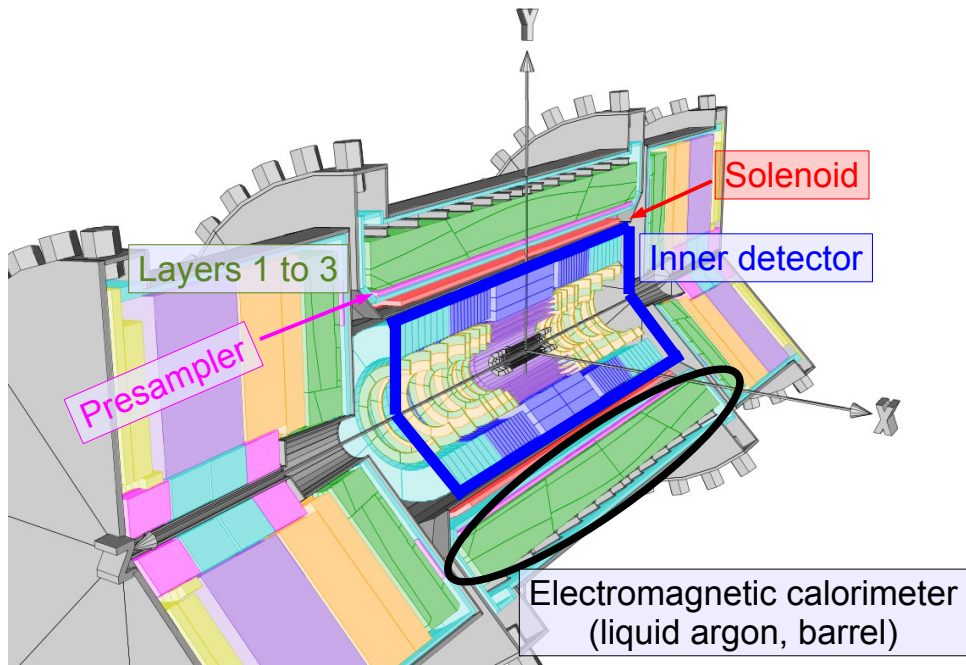 Y
Solenoid
Inner detector
Layers 1 to 3
Presampler
X
Z
Electromagnetic calorimeter
(liquid argon, barrel)